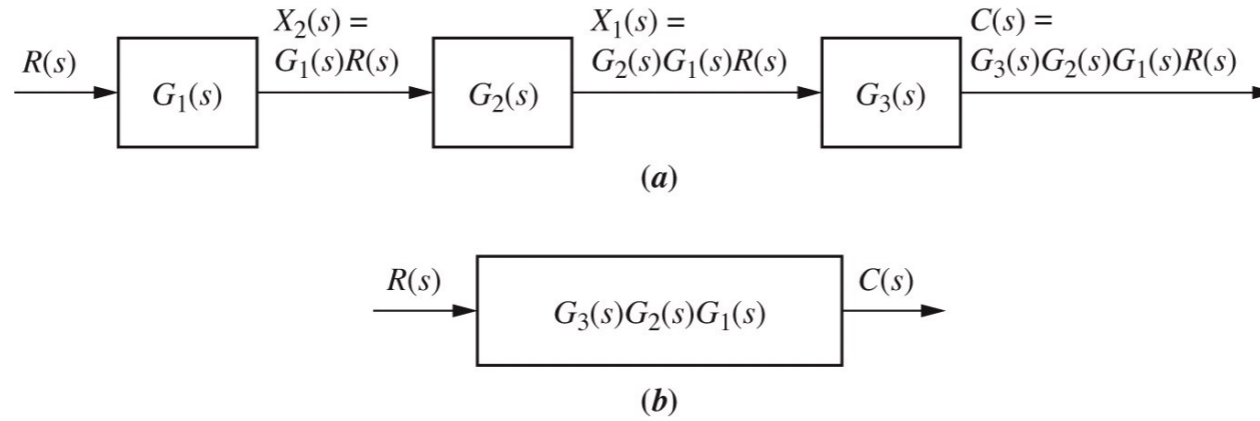 R(s)
G₁(s)
X₂(s) =
G₁(s)R(s)
G₂(s)
X₁(s) =
G₂(s)G₁(s)R(s)
G₃(s)
C(s) =
G₃(s)G₂(s)G₁(s)R(s)
(a)
R(s)
G₃(s)G₂(s)G₁(s)
C(s)
(b)